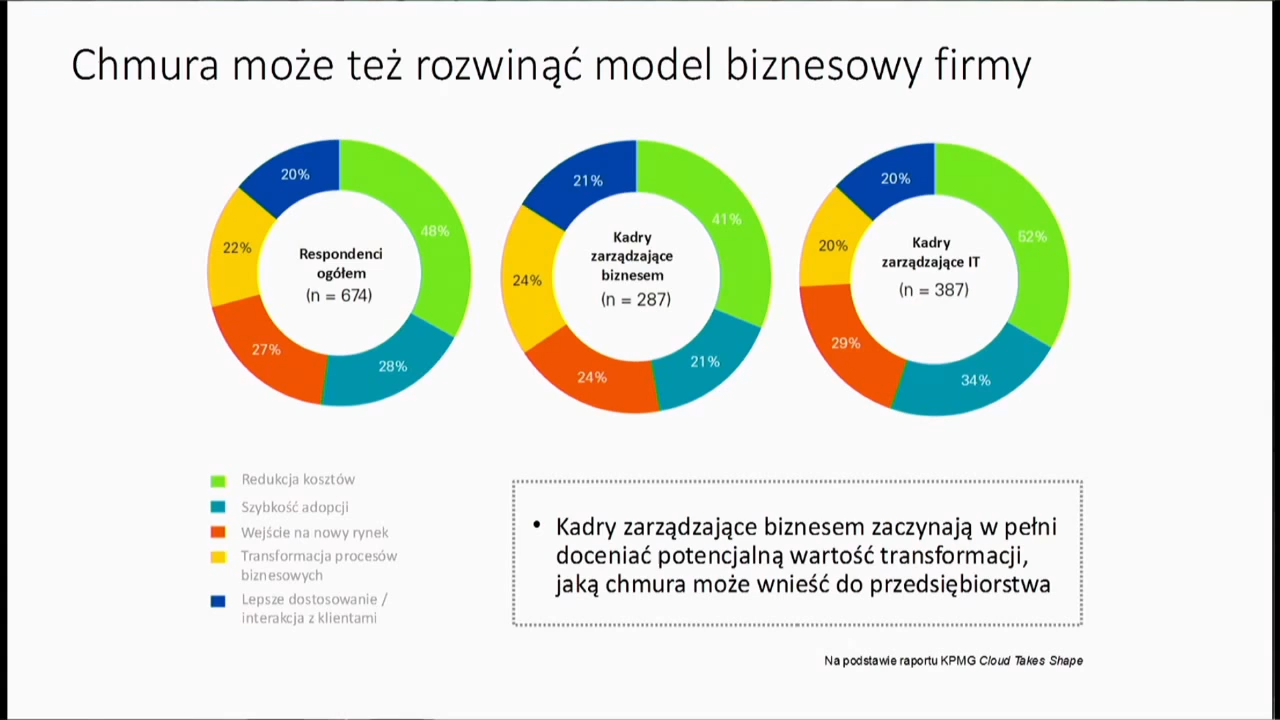 Chmura może też rozwinąć model biznesowy firmy
20%
48%
22%
27%
28%
Respondenci
ogółem
(n = 674)
21%
41%
24%
24%
21%
Kadry
zarządzające
biznesem
(n = 287)
20%
52%
20%
29%
34%
Kadry
zarządzające IT
(n = 387)
Redukcja kosztów
Szybkość adopcji
Wejście na nowy rynek
Transformacja procesów
biznesowych
Lepsze dostosowanie /
interakcja z klientami
• Kadry zarządzające biznesem zaczynają w pełni
doceniać potencjalną wartość transformacji,
jaką chmura może wnieść do przedsiębiorstwa
Na podstawie raportu KPMG Cloud Takes Shape